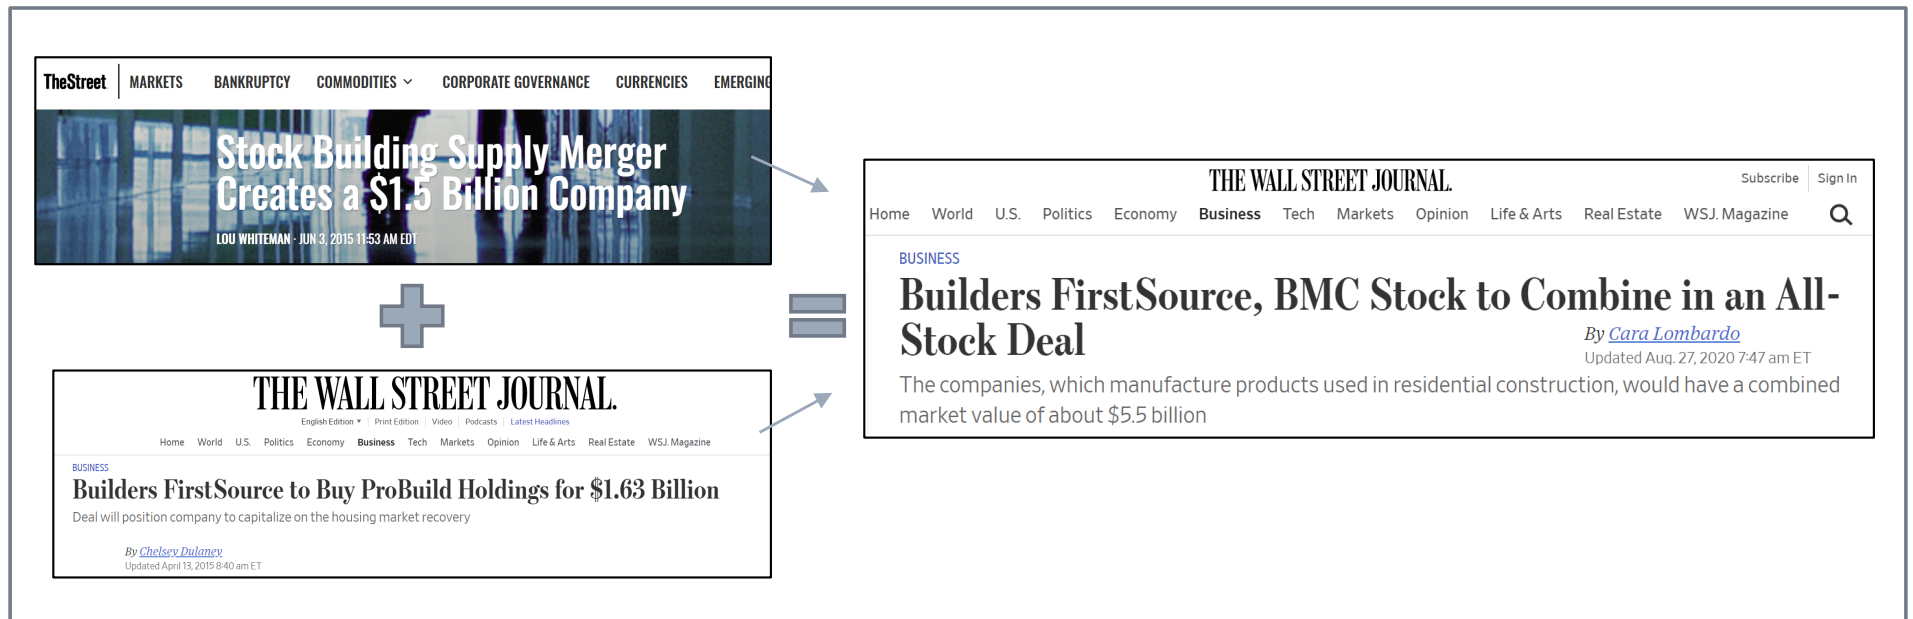 TheStreet MARKETS BANKRUPTCY COMMODITIES CORPORATE GOVERNANCE CURRENCIES EMERGING
Stock Building Supply Merger
Creates a $1.5 Billion Company
LOU WHITEMAN · JUN 3, 2015 11:53 AM EDT
THE WALL STREET JOURNAL.
English Edition Print Edition Video Podcasts Latest Headlines
Home World U.S. Politics Economy Business Tech Markets Opinion Life & Arts Real Estate WSJ. Magazine
BUSINESS
Builders FirstSource to Buy ProBuild Holdings for $1.63 Billion
Deal will position company to capitalize on the housing market recovery
By Chelsey Dulaney
Updated April 13, 2015 8:40 am ET
THE WALL STREET JOURNAL.
Subscribe Sign In
Home World U.S. Politics Economy Business Tech Markets Opinion Life & Arts Real Estate WSJ. Magazine
BUSINESS
Builders FirstSource, BMC Stock to Combine in an All-
Stock Deal
By Cara Lombardo
Updated Aug. 27, 2020 7:47 am ET
The companies, which manufacture products used in residential construction, would have a combined
market value of about $5.5 billion